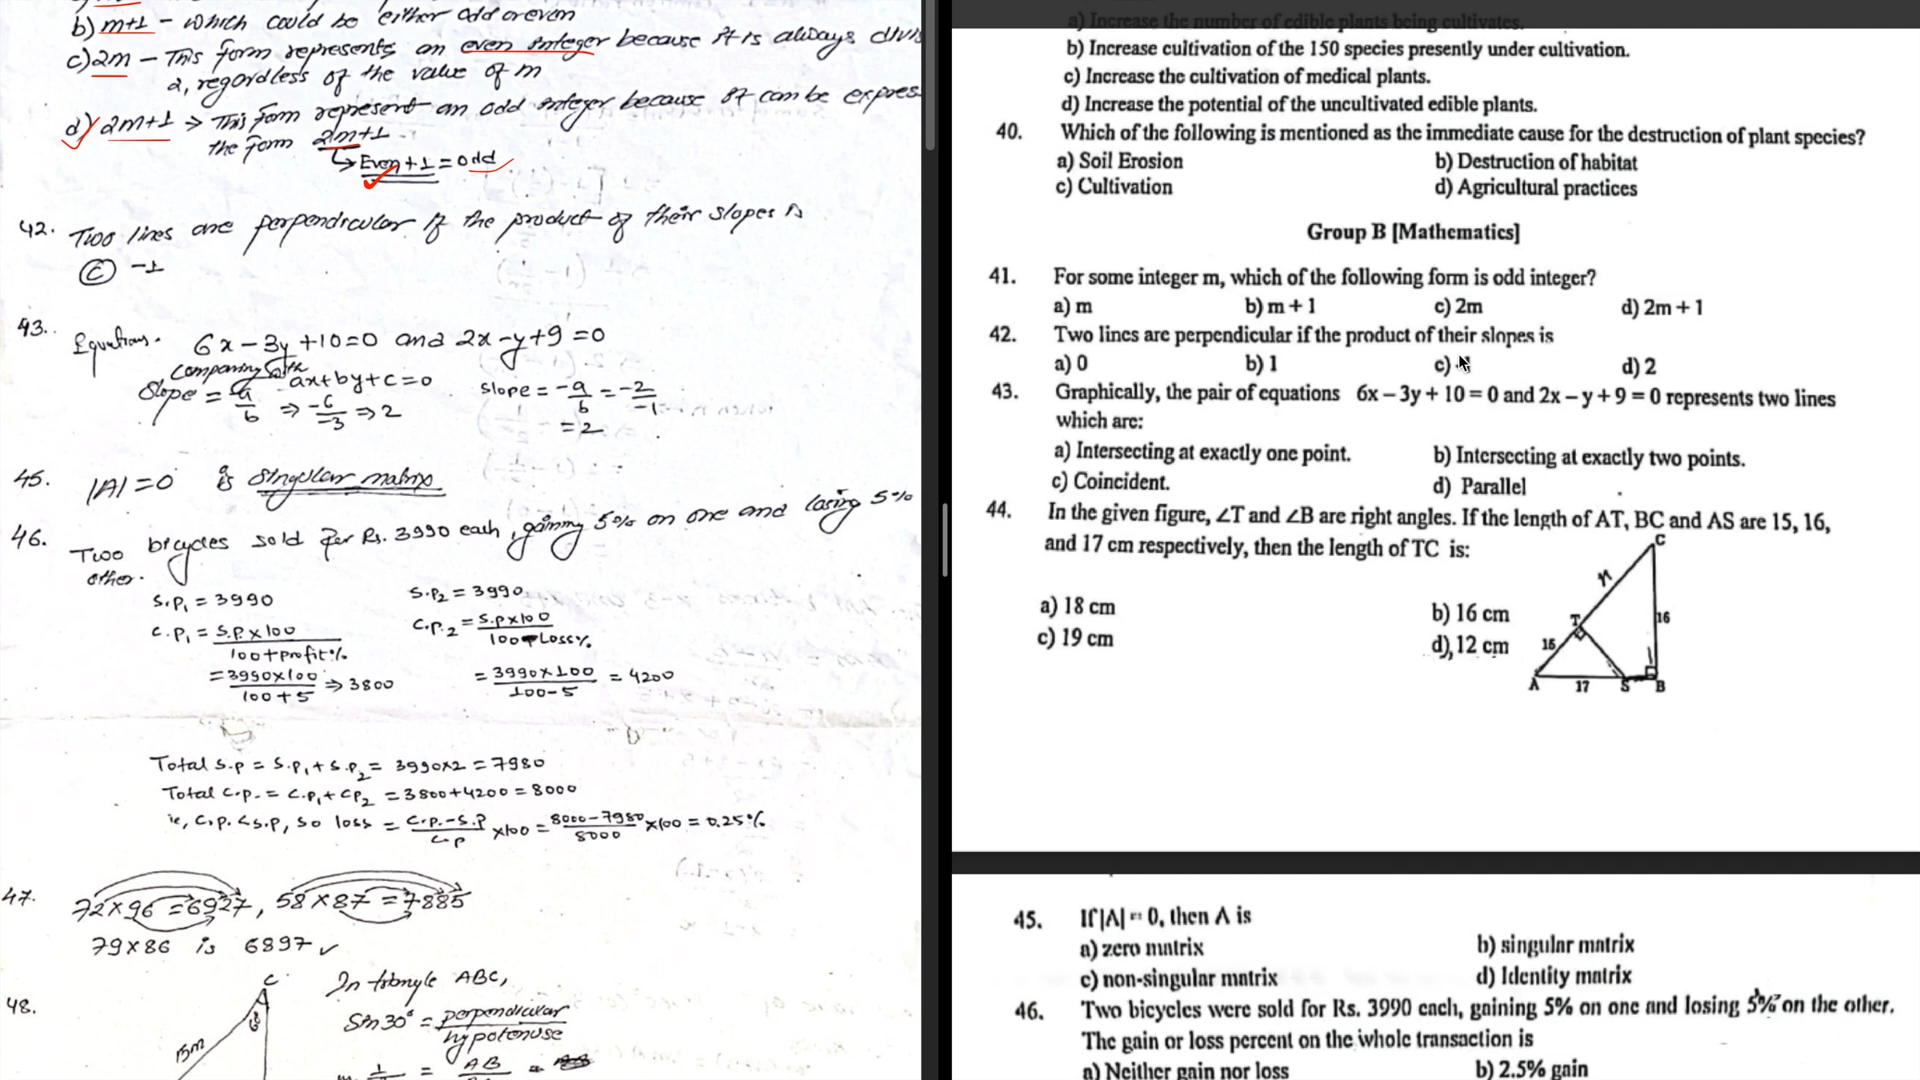 b) m+1 - which could be either odd or even
c) 2m - This form represents an even integer because it is always divis
2, regardless of the value of m
d) 2m+1 → This form represent an odd integer because it can be expres
the form 2m+1
↳ Even+1 = odd
42. Two lines are perpendicular if the product of their slopes is
(c) -1
43. Equations. 6x - 3y +10=0 and 2x -y+9 =0
Comparing with ax+by+c=0
Slope = -a/b ⇒ -6/-3 ⇒ 2 slope = -a/b = -2/-1
= 2
45. |A| = 0 is singular matrix
46. Two bicycles sold for Rs. 3990 each, gaining 5% on one and losing 5%
other.
S.P₁ = 3990 S.P₂ = 3990
C.P₁ = S.P. x 100 / 100+profit% C.P.₂ = S.P x 100 / 100-Loss%
= 3990x100 / 100+5 ⇒ 3800 = 3990x100 / 100-5 = 4200
Total S.P = S.P₁ + S.P₂ = 3990x2 = 7980
Total C.P. = C.P₁ + CP₂ = 3800+4200 = 8000
ie, C.P. < S.P, so loss = C.P.-S.P / C.P x100 = 8000-7980 / 8000 x100 = 0.25%
47. 72x96 = 6927, 58x87 = 7885
79x86 is 6897 ✓
48. C In triangle ABC,
Sin30° = perpendicular / hypotenuse
15m
= AB
a) Increase the number of edible plants being cultivates.
b) Increase cultivation of the 150 species presently under cultivation.
c) Increase the cultivation of medical plants.
d) Increase the potential of the uncultivated edible plants.
40. Which of the following is mentioned as the immediate cause for the destruction of plant species?
a) Soil Erosion b) Destruction of habitat
c) Cultivation d) Agricultural practices
Group B [Mathematics]
41. For some integer m, which of the following form is odd integer?
a) m b) m + 1 c) 2m d) 2m + 1
42. Two lines are perpendicular if the product of their slopes is
a) 0 b) 1 c) d) 2
43. Graphically, the pair of equations 6x – 3y + 10 = 0 and 2x – y + 9 = 0 represents two lines
which are:
a) Intersecting at exactly one point. b) Intersecting at exactly two points.
c) Coincident. d) Parallel
44. In the given figure, ∠T and ∠B are right angles. If the length of AT, BC and AS are 15, 16,
and 17 cm respectively, then the length of TC is:
a) 18 cm b) 16 cm
c) 19 cm d) 12 cm
C
T 16
15
A 17 S B
45. If |A| = 0, then A is
a) zero matrix b) singular matrix
c) non-singular matrix d) Identity matrix
46. Two bicycles were sold for Rs. 3990 each, gaining 5% on one and losing 5% on the other.
The gain or loss percent on the whole transaction is
a) Neither gain nor loss b) 2.5% gain